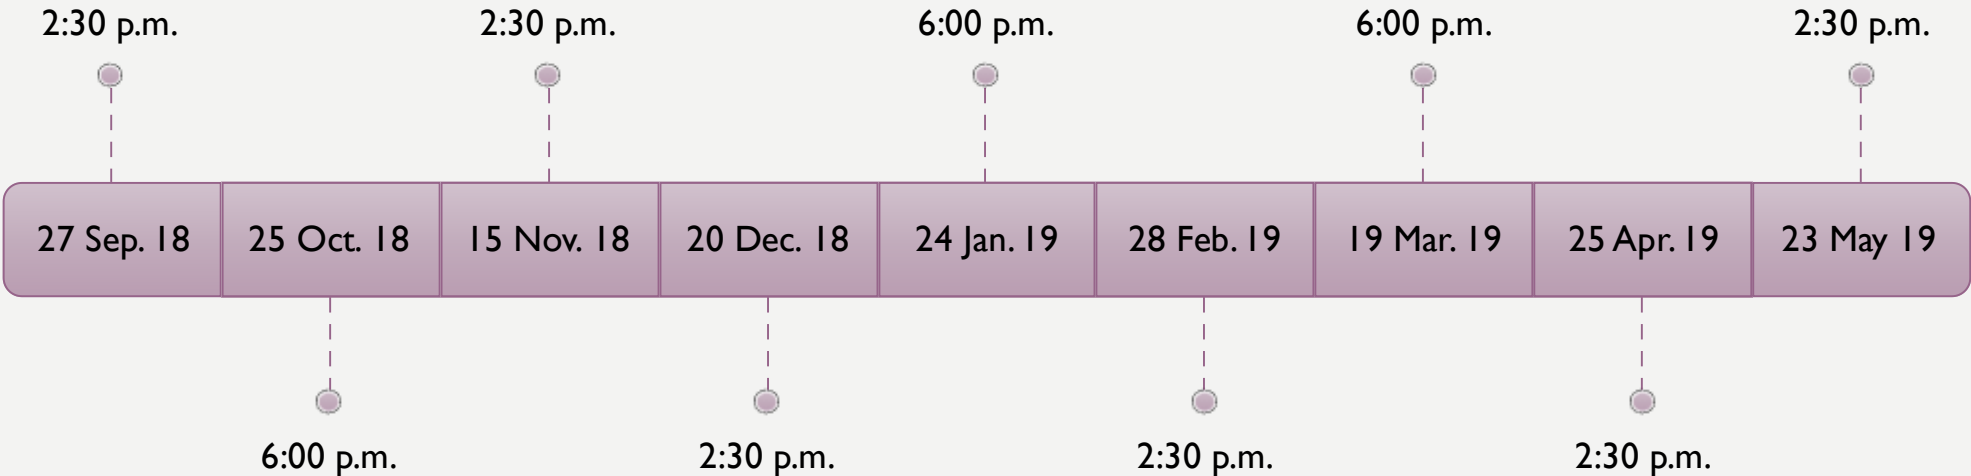 2:30 p.m. 2:30 p.m. 6:00 p.m. 6:00 p.m. 2:30 p.m.
27 Sep. 18 25 Oct. 18 15 Nov. 18 20 Dec. 18 24 Jan. 19 28 Feb. 19 19 Mar. 19 25 Apr. 19 23 May 19
6:00 p.m. 2:30 p.m. 2:30 p.m. 2:30 p.m.